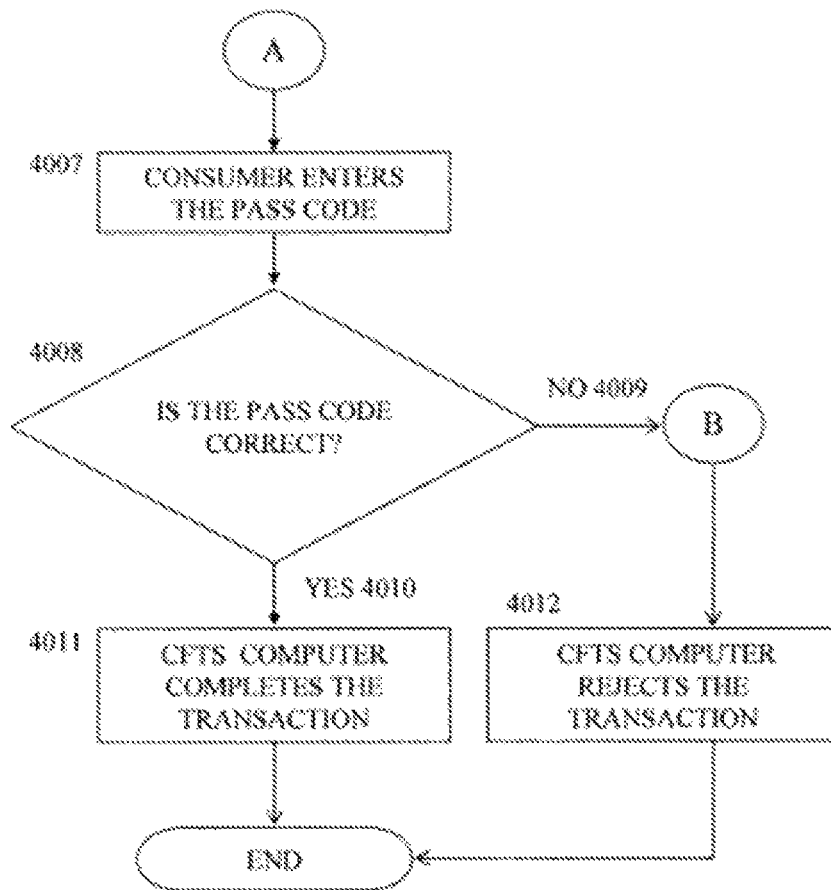 A
4007
CONSUMER ENTERS
THE PASS CODE
4008
IS THE PASS CODE
CORRECT?
NO 4009
B
YES 4010
4011
CFTS COMPUTER
COMPLETES THE
TRANSACTION
4012
CFTS COMPUTER
REJECTS THE
TRANSACTION
END